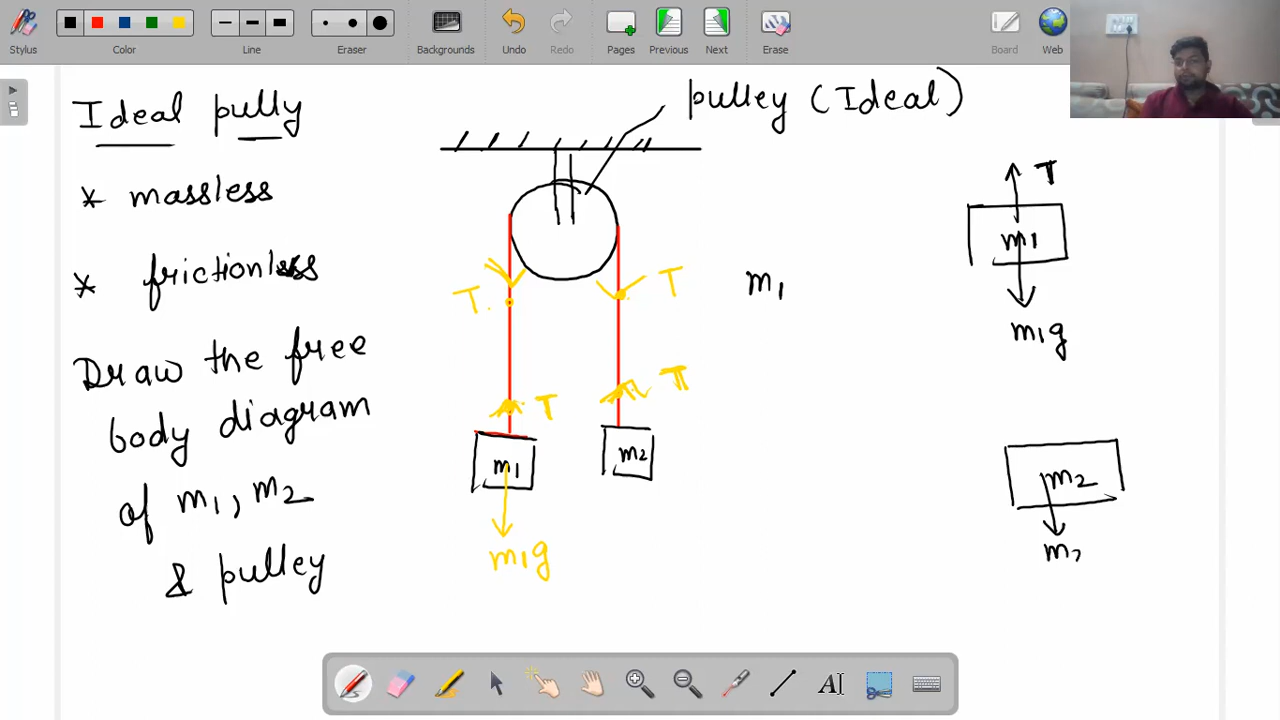 Stylus
Color
Line
Eraser
Backgrounds
Undo
Redo
Pages
Previous
Next
Erase
Board
Web
Ideal pully
* massless
* frictionless
Draw the free
body diagram
of m1, m2
& pulley
pulley (Ideal)
T.
T
T
T
m1
m2
m1g
m1
T
m1
m1g
m2
m2